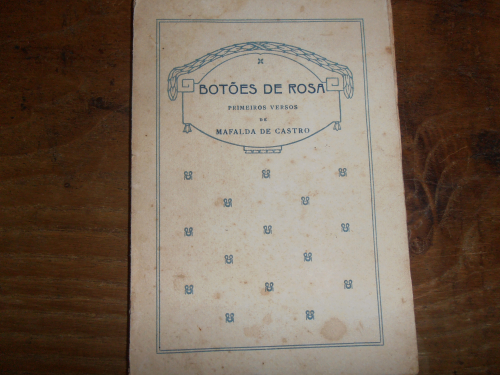 BOTÕES DE ROSA
PRIMEIROS VERSOS
DE
MAFALDA DE CASTRO